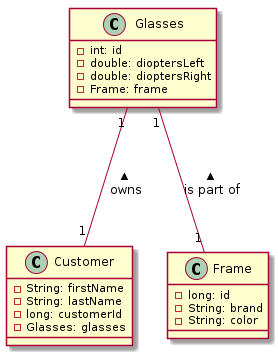 C Glasses
int: id
double: dioptersLeft
double: dioptersRight
Frame: frame
1 1
owns
is part of
1 1
C Customer
String: firstName
String: lastName
long: customerId
Glasses: glasses
C Frame
long: id
String: brand
String: color